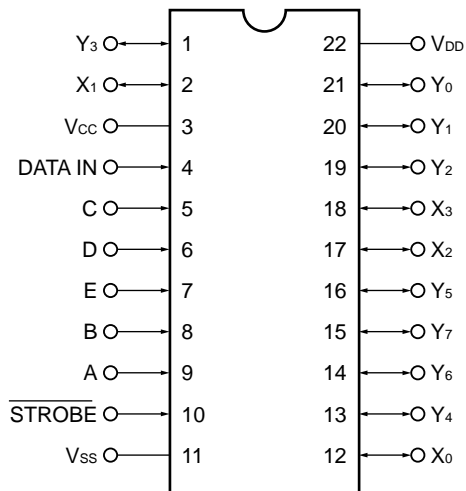 Y3 1 22 VDD
X1 2 21 Y0
VCC 3 20 Y1
DATA IN 4 19 Y2
C 5 18 X3
D 6 17 X2
E 7 16 Y5
B 8 15 Y7
A 9 14 Y6
STROBE 10 13 Y4
VSS 11 12 X0